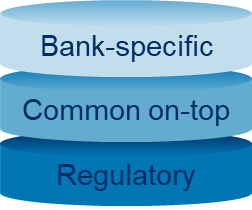 Bank-specific
Common on-top
Regulatory